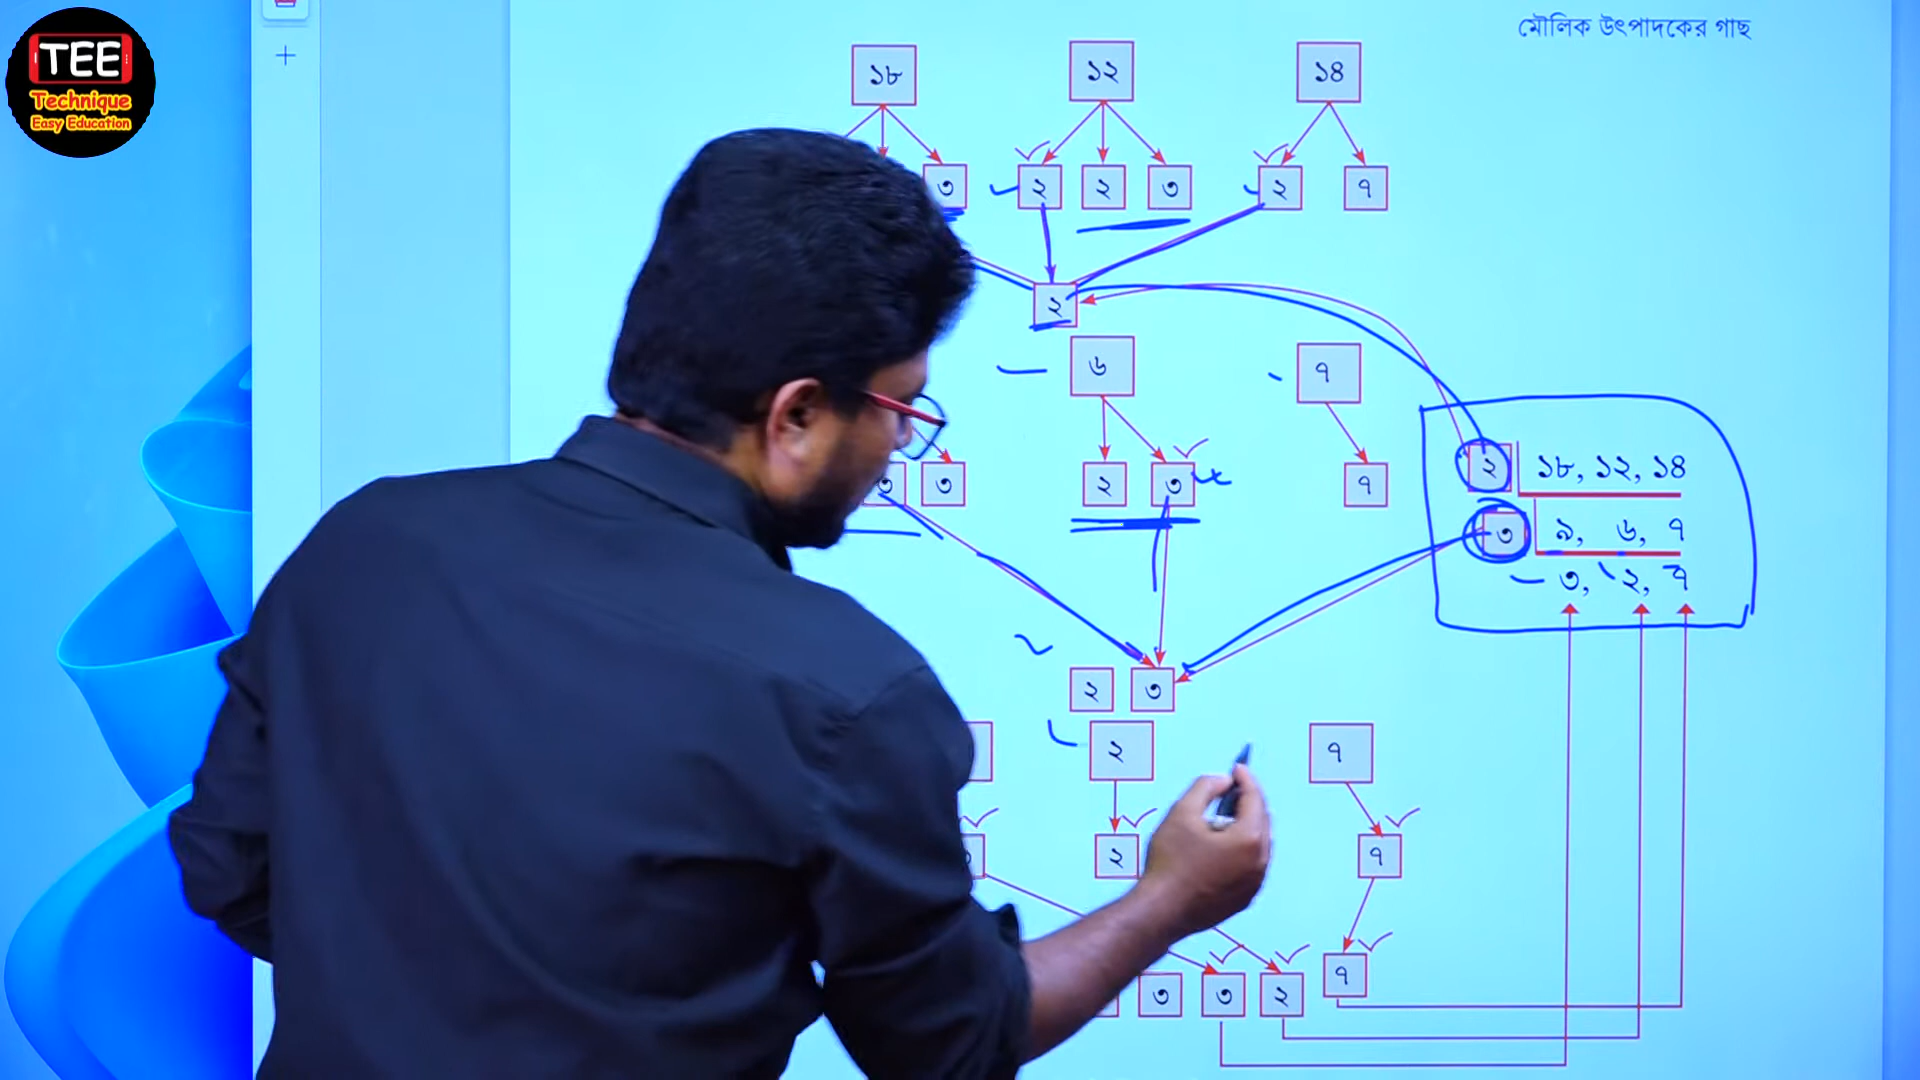 TEE
Technique
Easy Education
মৌলিক উৎপাদকের গাছ
১৮ ১২ ১৪
৩ ২ ২ ৩ ২ ৭
২
৬ ৭
৩ ৩ ২ ৩ ৭
২ ১৮, ১২, ১৪
৩ ৯, ৬, ৭
৩, ২, ৭
২ ৩
২ ৭
২ ৭
৩ ৩ ২ ৭